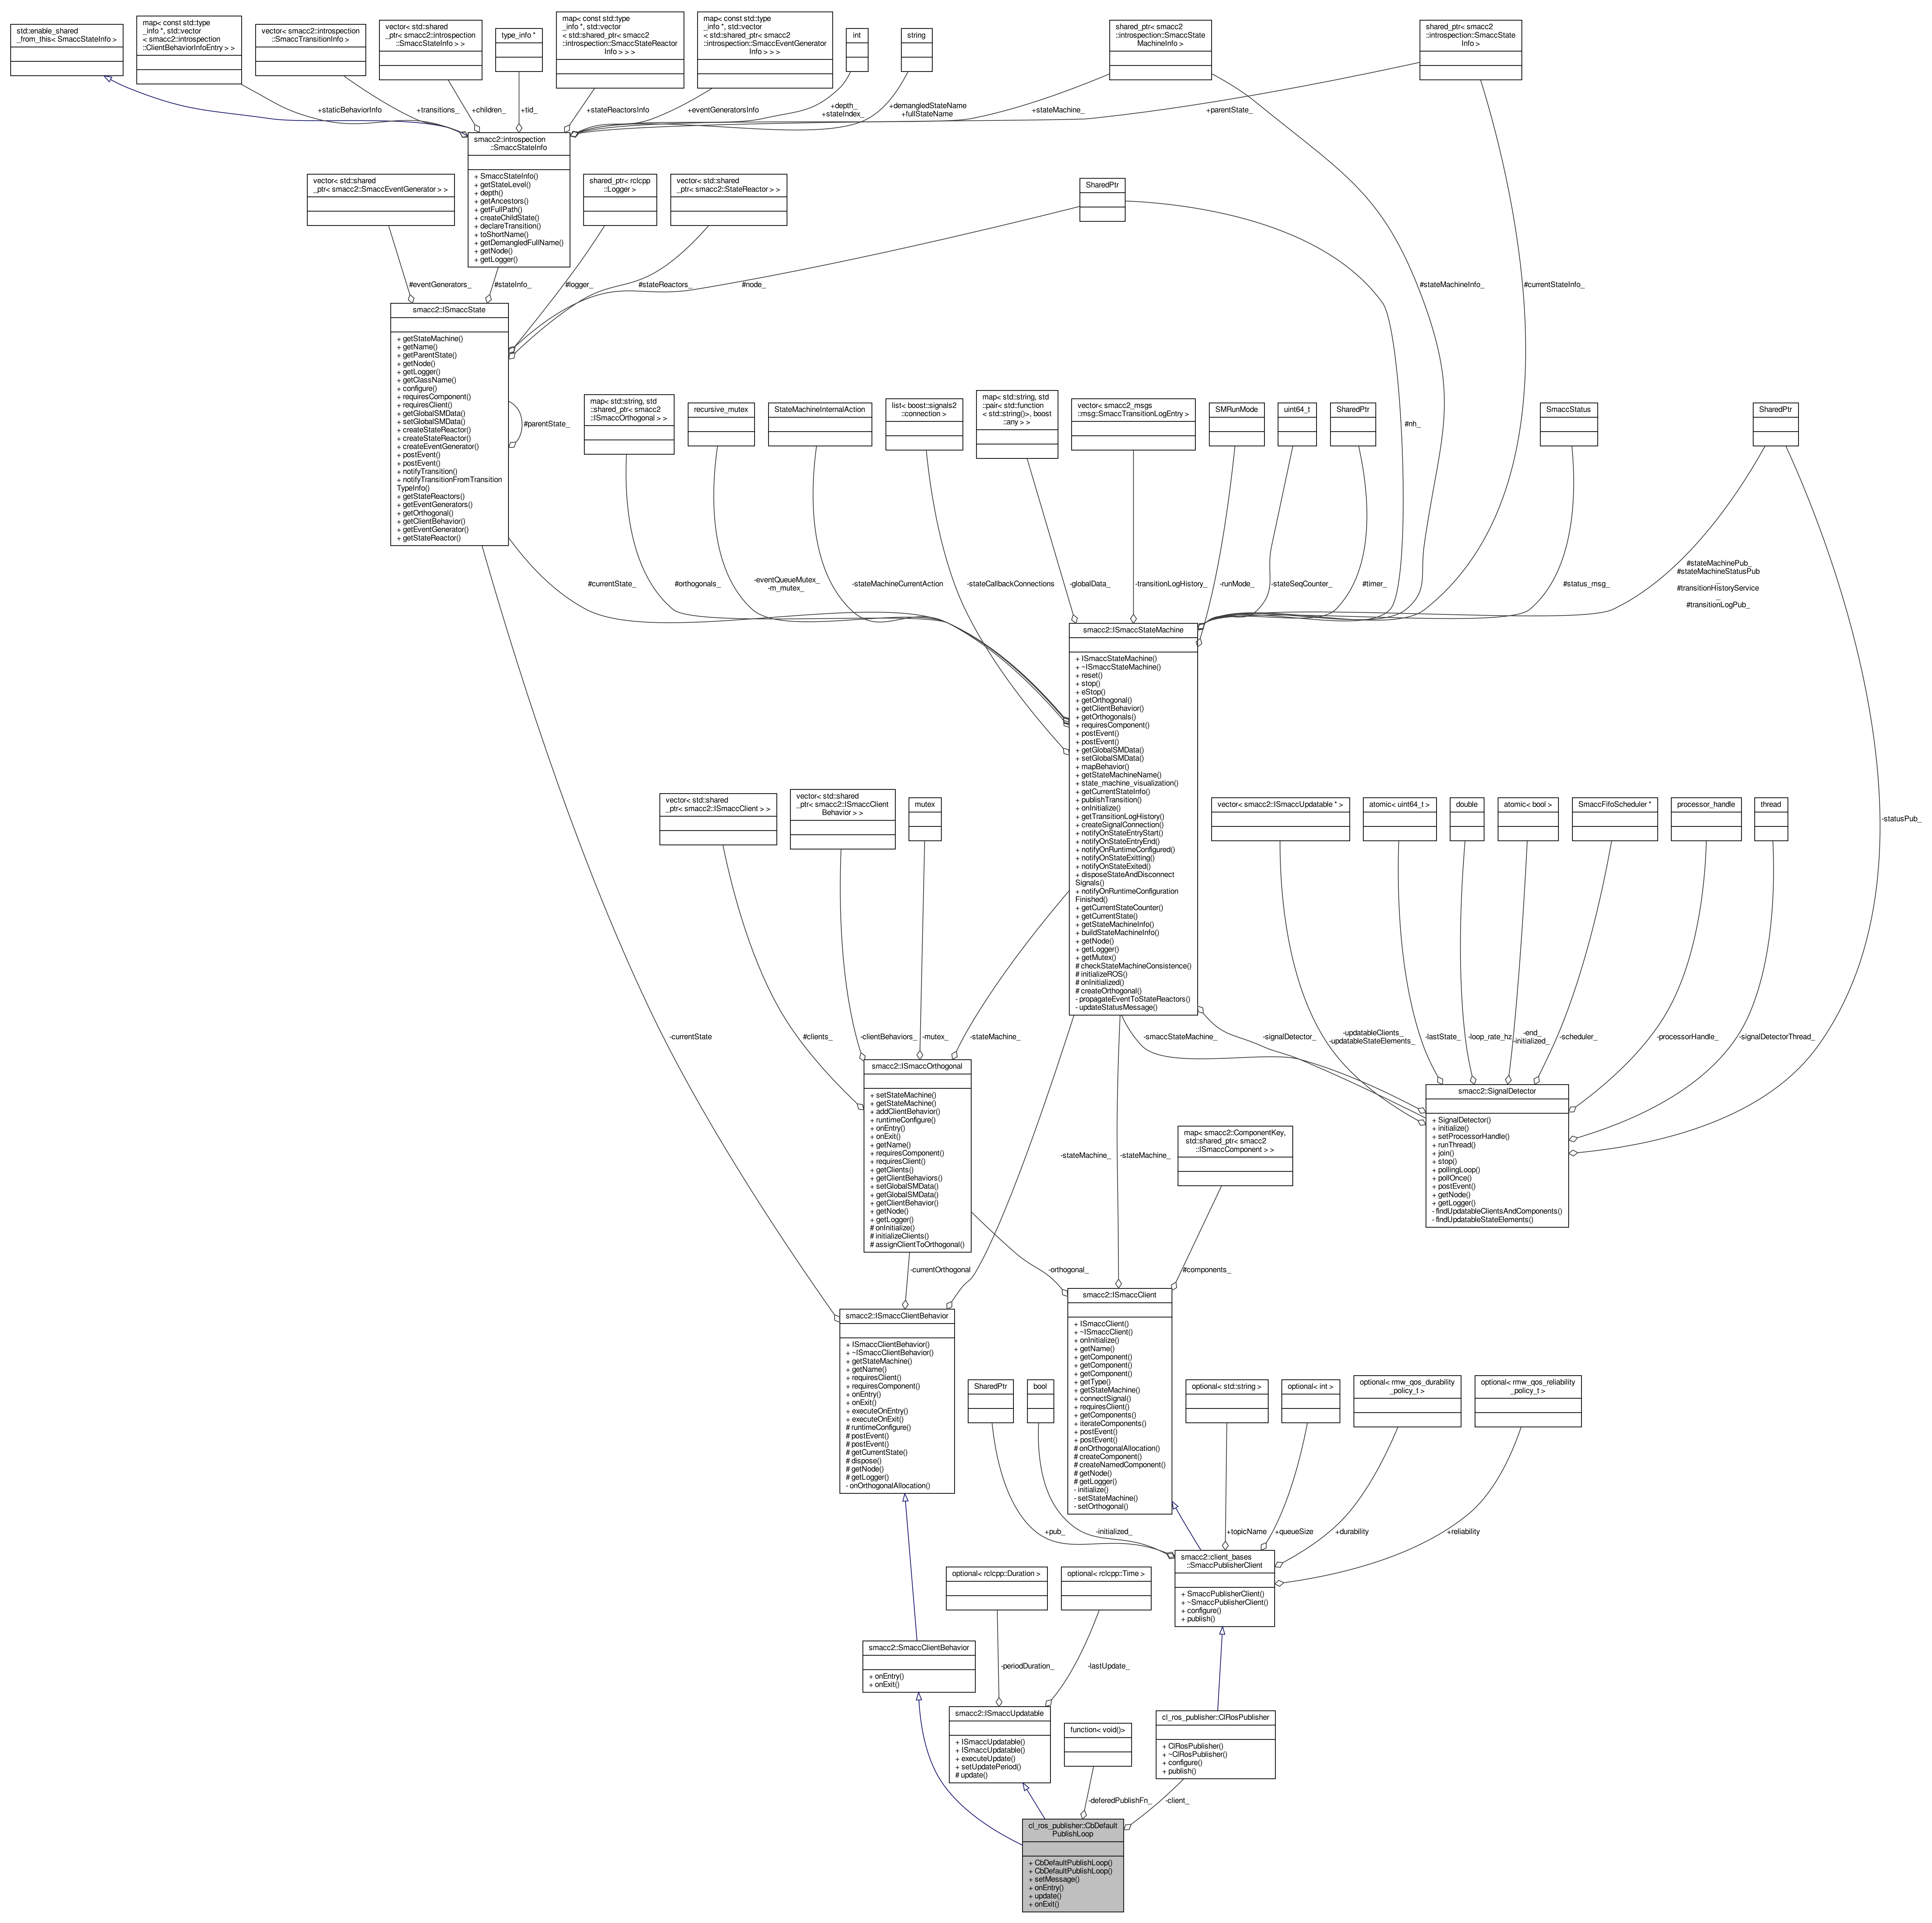 std::enable_shared
_from_this< SmaccStateInfo >
map< const std::type
_info *, std::vector
< smacc2::introspection
::ClientBehaviorInfoEntry > >
vector< smacc2::introspection
::SmaccTransitionInfo >
vector< std::shared
_ptr< smacc2::introspection
::SmaccStateInfo > >
type_info *
map< const std::type
_info *, std::vector
< std::shared_ptr< smacc2
::introspection::SmaccStateReactor
Info > > >
map< const std::type
_info *, std::vector
< std::shared_ptr< smacc2
::introspection::SmaccEventGenerator
Info > > >
int
string
shared_ptr< smacc2
::introspection::SmaccState
MachineInfo >
shared_ptr< smacc2
::introspection::SmaccState
Info >
+staticBehaviorInfo
+transitions_
+children_
+tid_
+stateReactorsInfo
+eventGeneratorsInfo
+depth_
+stateIndex_
+demangledStateName
+fullStateName
+stateMachine_
+parentState_
smacc2::introspection
::SmaccStateInfo
+ SmaccStateInfo()
+ getStateLevel()
+ depth()
+ getAncestors()
+ getFullPath()
+ createChildState()
+ declareTransition()
+ toShortName()
+ getDemangledFullName()
+ getNode()
+ getLogger()
vector< std::shared
_ptr< smacc2::SmaccEventGenerator > >
shared_ptr< rclcpp
::Logger >
vector< std::shared
_ptr< smacc2::StateReactor > >
SharedPtr
#eventGenerators_
#stateInfo_
#logger_
#stateReactors_
#node_
#stateMachineInfo_
#currentStateInfo_
smacc2::ISmaccState
+ getStateMachine()
+ getName()
+ getParentState()
+ getNode()
+ getLogger()
+ getClassName()
+ configure()
+ requiresComponent()
+ requiresClient()
+ getGlobalSMData()
+ setGlobalSMData()
+ createStateReactor()
+ createStateReactor()
+ createEventGenerator()
+ postEvent()
+ postEvent()
+ notifyTransition()
+ notifyTransitionFromTransition
TypeInfo()
+ getStateReactors()
+ getEventGenerators()
+ getOrthogonal()
+ getClientBehavior()
+ getEventGenerator()
+ getStateReactor()
#parentState_
map< std::string, std
::shared_ptr< smacc2
::ISmaccOrthogonal > >
recursive_mutex
StateMachineInternalAction
list< boost::signals2
::connection >
map< std::string, std
::pair< std::function
< std::string()>, boost
::any > >
vector< smacc2_msgs
::msg::SmaccTransitionLogEntry >
SMRunMode
uint64_t
SharedPtr
#nh_
SmaccStatus
SharedPtr
#currentState_
#orthogonals_
-eventQueueMutex_
-m_mutex_
-stateMachineCurrentAction
-stateCallbackConnections
-globalData_
-transitionLogHistory_
-runMode_
-stateSeqCounter_
#timer_
#status_msg_
#stateMachinePub_
#stateMachineStatusPub
_
#transitionHistoryService
_
#transitionLogPub_
smacc2::ISmaccStateMachine
+ ISmaccStateMachine()
+ ~ISmaccStateMachine()
+ reset()
+ stop()
+ eStop()
+ getOrthogonal()
+ getClientBehavior()
+ getOrthogonals()
+ requiresComponent()
+ postEvent()
+ postEvent()
+ getGlobalSMData()
+ setGlobalSMData()
+ mapBehavior()
+ getStateMachineName()
+ state_machine_visualization()
+ getCurrentStateInfo()
+ publishTransition()
+ onInitialize()
+ getTransitionLogHistory()
+ createSignalConnection()
+ notifyOnStateEntryStart()
+ notifyOnStateEntryEnd()
+ notifyOnRuntimeConfigured()
+ notifyOnStateExitting()
+ notifyOnStateExited()
+ disposeStateAndDisconnect
Signals()
+ notifyOnRuntimeConfiguration
Finished()
+ getCurrentStateCounter()
+ getCurrentState()
+ getStateMachineInfo()
+ buildStateMachineInfo()
+ getNode()
+ getLogger()
+ getMutex()
# checkStateMachineConsistence()
# initializeROS()
# onInitialized()
# createOrthogonal()
- propagateEventToStateReactors()
- updateStatusMessage()
vector< std::shared
_ptr< smacc2::ISmaccClient > >
vector< std::shared
_ptr< smacc2::ISmaccClient
Behavior > >
mutex
vector< smacc2::ISmaccUpdatable * >
atomic< uint64_t >
double
atomic< bool >
SmaccFifoScheduler *
processor_handle
thread
-statusPub_
-currentState
#clients_
-clientBehaviors_
-mutex_
-stateMachine_
-smaccStateMachine_
-signalDetector_
-updatableClients_
-updatableStateElements_
-lastState_
-loop_rate_hz
-end_
-initialized_
-scheduler_
-processorHandle_
-signalDetectorThread_
smacc2::ISmaccOrthogonal
+ setStateMachine()
+ getStateMachine()
+ addClientBehavior()
+ runtimeConfigure()
+ onEntry()
+ onExit()
+ getName()
+ requiresComponent()
+ requiresClient()
+ getClients()
+ getClientBehaviors()
+ setGlobalSMData()
+ getGlobalSMData()
+ getClientBehavior()
+ getNode()
+ getLogger()
# onInitialize()
# initializeClients()
# assignClientToOrthogonal()
smacc2::SignalDetector
+ SignalDetector()
+ initialize()
+ setProcessorHandle()
+ runThread()
+ join()
+ stop()
+ pollingLoop()
+ pollOnce()
+ postEvent()
+ getNode()
+ getLogger()
- findUpdatableClientsAndComponents()
- findUpdatableStateElements()
map< smacc2::ComponentKey,
std::shared_ptr< smacc2
::ISmaccComponent > >
-stateMachine_
-stateMachine_
-currentOrthogonal
-orthogonal_
#components_
smacc2::ISmaccClientBehavior
+ ISmaccClientBehavior()
+ ~ISmaccClientBehavior()
+ getStateMachine()
+ getName()
+ requiresClient()
+ requiresComponent()
+ onEntry()
+ onExit()
+ executeOnEntry()
+ executeOnExit()
# runtimeConfigure()
# postEvent()
# postEvent()
# getCurrentState()
# dispose()
# getNode()
# getLogger()
- onOrthogonalAllocation()
smacc2::ISmaccClient
+ ISmaccClient()
+ ~ISmaccClient()
+ onInitialize()
+ getName()
+ getComponent()
+ getComponent()
+ getComponent()
+ getType()
+ getStateMachine()
+ connectSignal()
+ requiresClient()
+ getComponents()
+ iterateComponents()
+ postEvent()
+ postEvent()
# onOrthogonalAllocation()
# createComponent()
# createNamedComponent()
# getNode()
# getLogger()
- initialize()
- setStateMachine()
- setOrthogonal()
SharedPtr
bool
optional< std::string >
optional< int >
optional< rmw_qos_durability
_policy_t >
optional< rmw_qos_reliability
_policy_t >
+pub_
-initialized_
+topicName
+queueSize
+durability
+reliability
smacc2::client_bases
::SmaccPublisherClient
+ SmaccPublisherClient()
+ ~SmaccPublisherClient()
+ configure()
+ publish()
optional< rclcpp::Duration >
optional< rclcpp::Time >
smacc2::SmaccClientBehavior
+ onEntry()
+ onExit()
-periodDuration_
-lastUpdate_
smacc2::ISmaccUpdatable
+ ISmaccUpdatable()
+ ISmaccUpdatable()
+ executeUpdate()
+ setUpdatePeriod()
# update()
function< void()>
cl_ros_publisher::ClRosPublisher
+ ClRosPublisher()
+ ~ClRosPublisher()
+ configure()
+ publish()
-deferedPublishFn_
-client_
cl_ros_publisher::CbDefault
PublishLoop
+ CbDefaultPublishLoop()
+ CbDefaultPublishLoop()
+ setMessage()
+ onEntry()
+ update()
+ onExit()